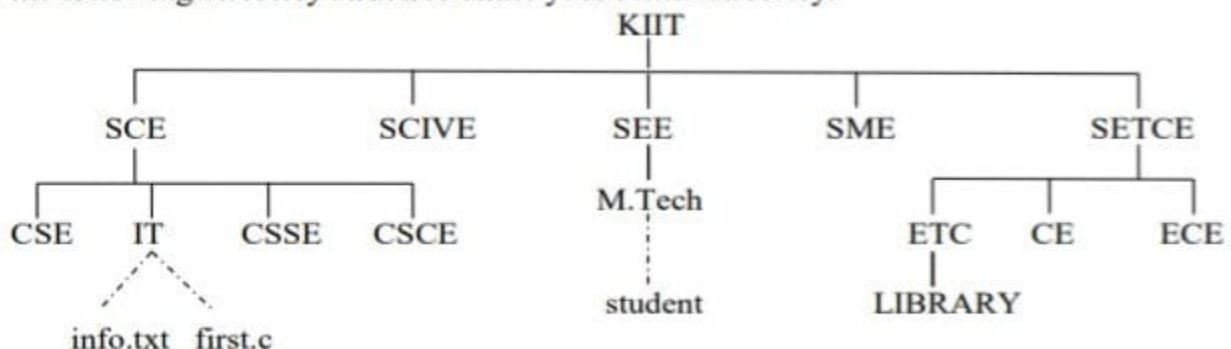 KIIT
SCE SCIVE SEE SME SETCE
M.Tech
CSE IT CSSE CSCE ETC CE ECE
student LIBRARY
info.txt first.c